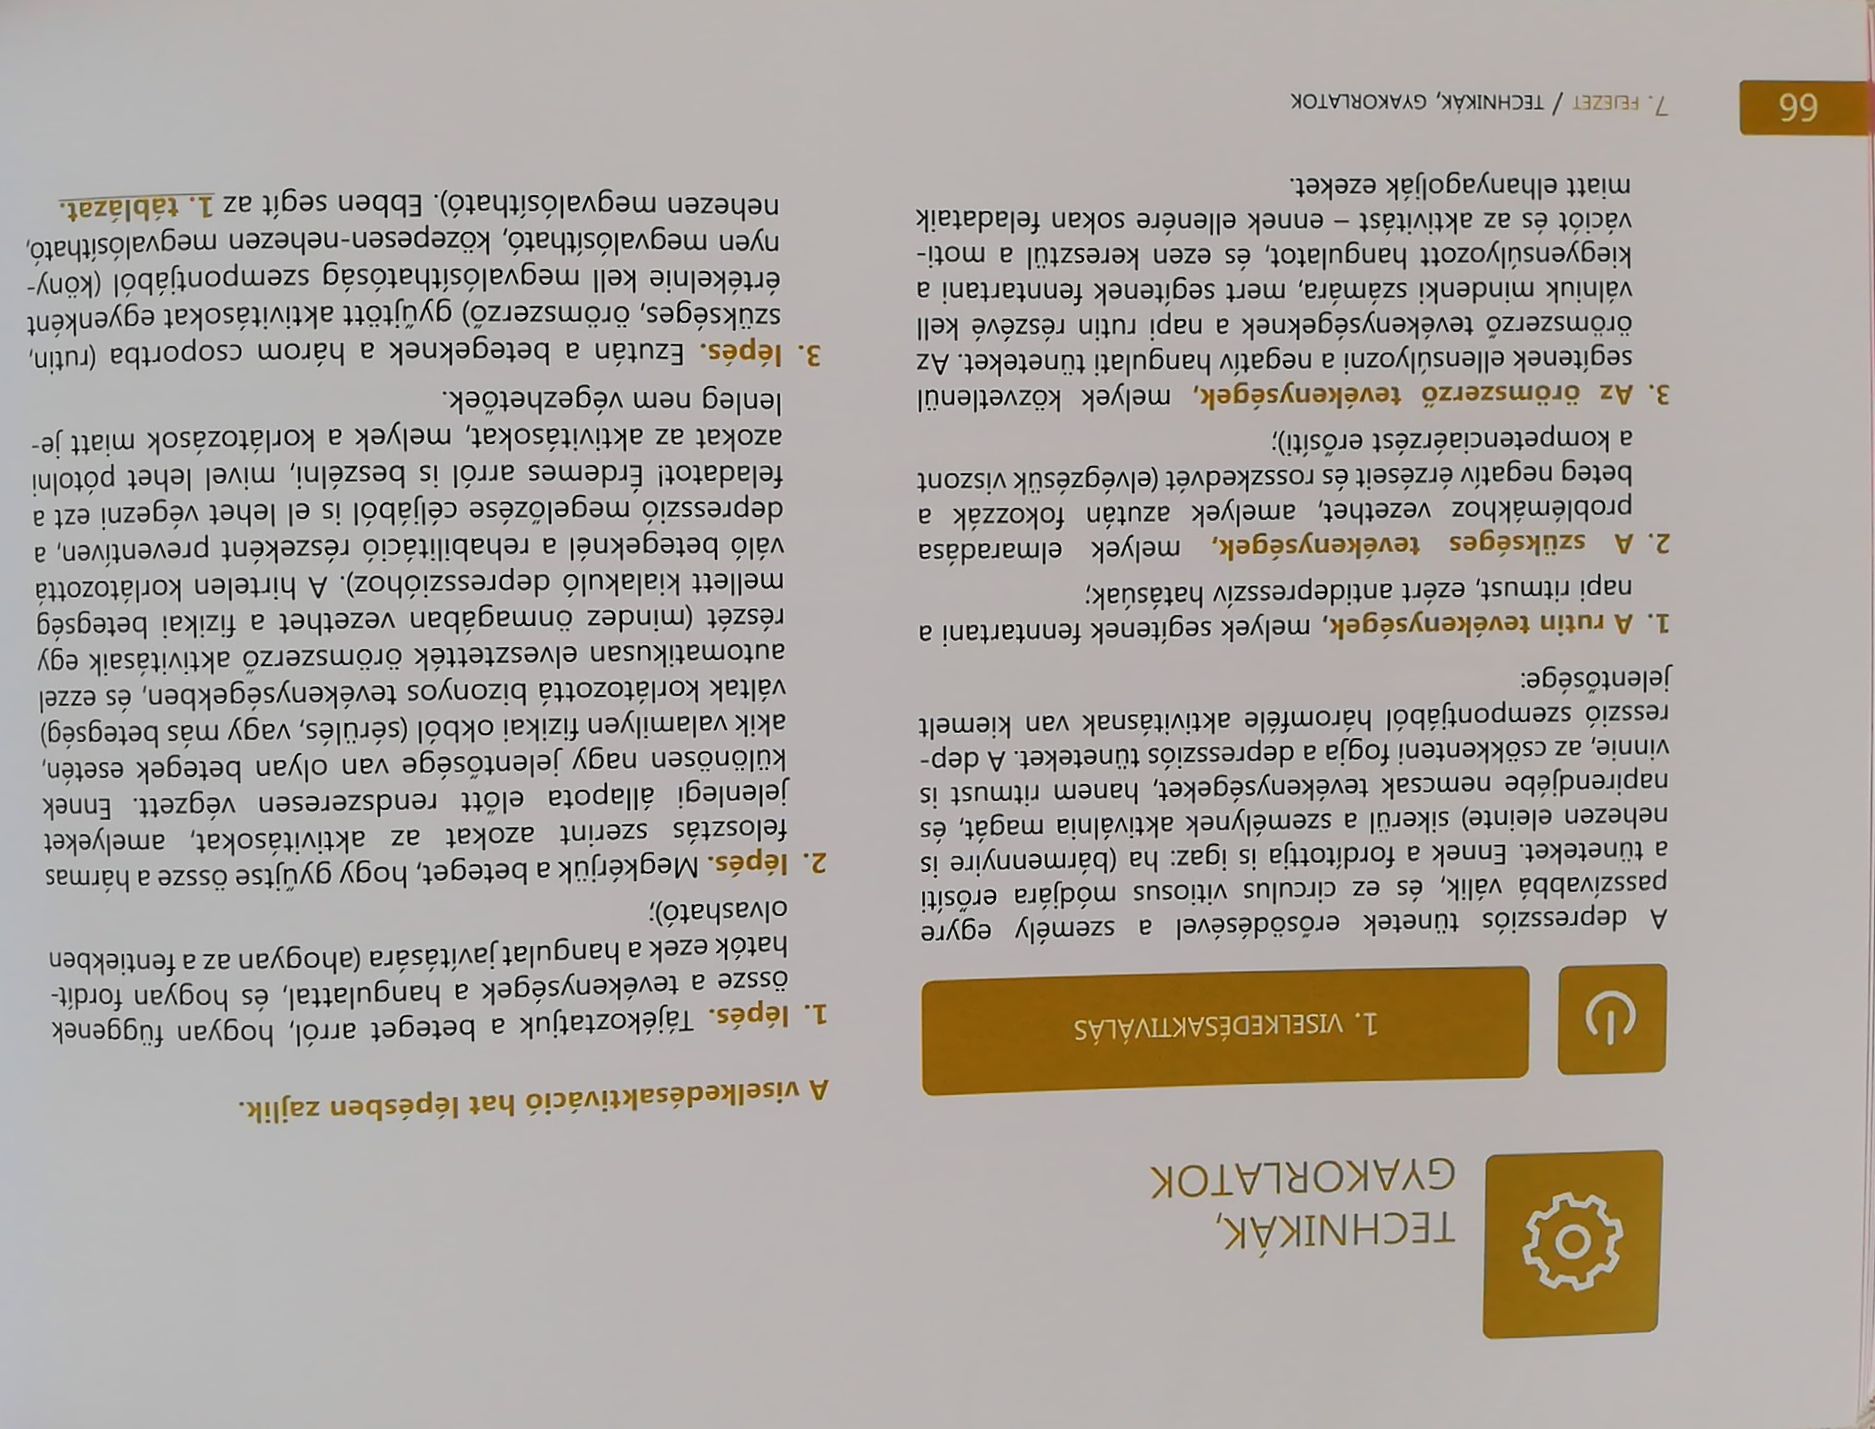 TECHNIKÁK,
GYAKORLATOK
1. VISELKEDÉSAKTIVÁLÁS
A depressziós tünetek erősödésével a személy egyre
passzívabbá válik, és ez circulus vitiosus módjára erősíti
a tüneteket. Ennek a fordítottja is igaz: ha (bármennyire is
nehezen eleinte) sikerül a személynek aktiválnia magát, és
napirendjébe nemcsak tevékenységeket, hanem ritmust is
vinnie, az csökkenteni fogja a depressziós tüneteket. A dep-
resszió szempontjából háromféle aktivitásnak van kiemelt
jelentősége:
1. A rutin tevékenységek, melyek segítenek fenntartani a
napi ritmust, ezért antidepresszív hatásúak;
2. A szükséges tevékenységek, melyek elmaradása
problémákhoz vezethet, amelyek azután fokozzák a
beteg negatív érzéseit és rosszkedvét (elvégzésük viszont
a kompetenciaérzést erősíti);
3. Az örömszerző tevékenységek, melyek közvetlenül
segítenek ellensúlyozni a negatív hangulati tüneteket. Az
örömszerző tevékenységeknek a napi rutin részévé kell
válniuk mindenki számára, mert segítenek fenntartani a
kiegyensúlyozott hangulatot, és ezen keresztül a moti-
vációt és az aktivitást – ennek ellenére sokan feladataik
miatt elhanyagolják ezeket.
A viselkedésaktiváció hat lépésben zajlik.
1. lépés. Tájékoztatjuk a beteget arról, hogyan függenek
össze a tevékenységek a hangulattal, és hogyan fordít-
hatók ezek a hangulat javítására (ahogyan az a fentiekben
olvasható);
2. lépés. Megkérjük a beteget, hogy gyűjtse össze a hármas
felosztás szerint azokat az aktivitásokat, amelyeket
jelenlegi állapota előtt rendszeresen végzett. Ennek
különösen nagy jelentősége van olyan betegek esetén,
akik valamilyen fizikai okból (sérülés, vagy más betegség)
váltak korlátozottá bizonyos tevékenységekben, és ezzel
automatikusan elvesztették örömszerző aktivitásaik egy
részét (mindez önmagában vezethet a fizikai betegség
mellett kialakuló depresszióhoz). A hirtelen korlátozottá
váló betegeknél a rehabilitáció részeként preventíven, a
depresszió megelőzése céljából is el lehet végezni ezt a
feladatot! Érdemes arról is beszélni, mivel lehet pótolni
azokat az aktivitásokat, melyek a korlátozások miatt je-
lenleg nem végezhetőek.
3. lépés. Ezután a betegeknek a három csoportba (rutin,
szükséges, örömszerző) gyűjtött aktivitásokat egyenként
értékelnie kell megvalósíthatóság szempontjából (köny-
nyen megvalósítható, közepesen-nehezen megvalósítható,
nehezen megvalósítható). Ebben segít az 1. táblázat.
66
7. FEJEZET / TECHNIKÁK, GYAKORLATOK